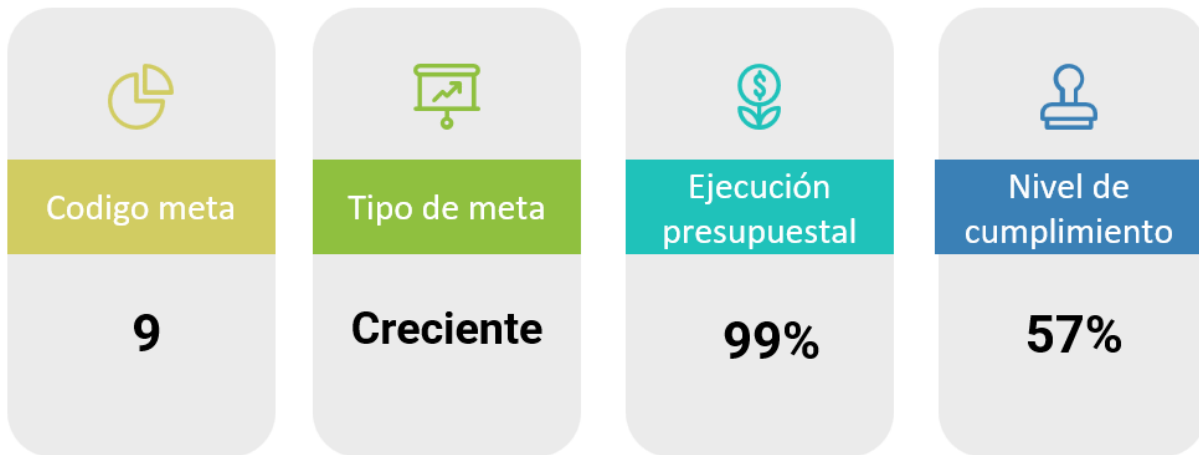 Codigo meta
9
Tipo de meta
Creciente
Ejecución
presupuestal
99%
Nivel de
cumplimiento
57%